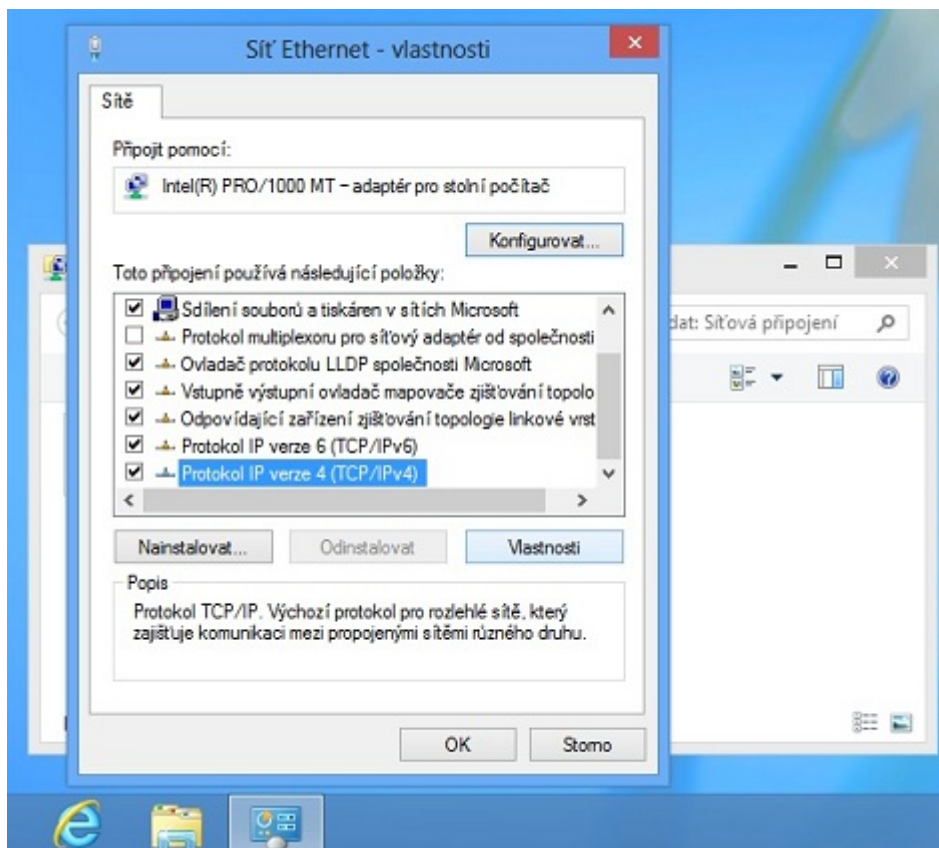 Síť Ethernet - vlastnosti
Sítě
Připojit pomocí:
Intel(R) PRO/1000 MT – adaptér pro stolní počítač
Konfigurovat...
Toto připojení používá následující položky:
Sdílení souborů a tiskáren v sítích Microsoft
dat: Síťová připojení
Protokol multiplexoru pro síťový adaptér od společnosti
Ovladač protokolu LLDP společnosti Microsoft
Vstupně výstupní ovladač mapovače zjišťování topolo
Odpovídající zařízení zjišťování topologie linkové vrst
Protokol IP verze 6 (TCP/IPv6)
Protokol IP verze 4 (TCP/IPv4)
Nainstalovat... Odinstalovat Vlastnosti
Popis
Protokol TCP/IP. Výchozí protokol pro rozlehlé sítě, který
zajišťuje komunikaci mezi propojenými sítěmi různého druhu.
OK Storno